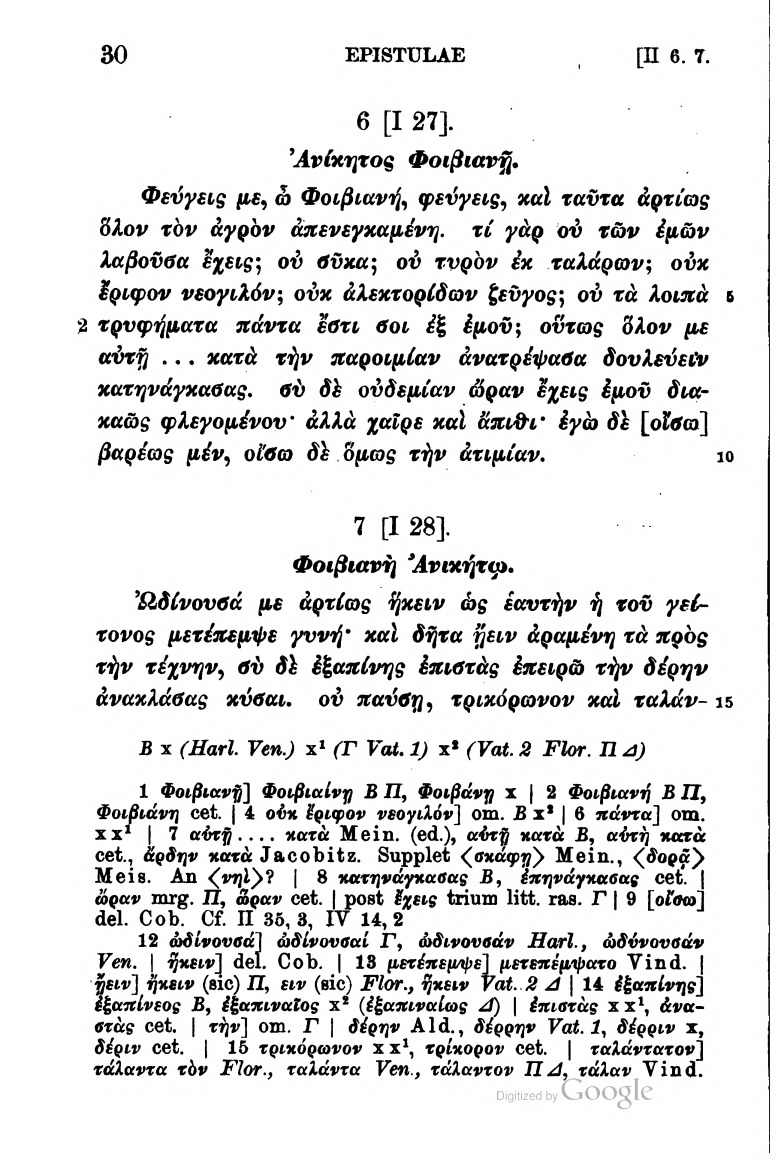 30 EPISTULAE [II 6. 7.
6 [I 27].
Ἀνίκητος Φοιβιανῇ.
Φεύγεις με, ὦ Φοιβιανή, φεύγεις, καὶ ταῦτα ἀρτίως
ὅλον τὸν ἀγρὸν ἀπενεγκαμένη. τί γὰρ οὐ τῶν ἐμῶν
λαβοῦσα ἔχεις; οὐ σῦκα; οὐ τυρὸν ἐκ ταλάρων; οὐκ
ἔριφον νεογιλόν; οὐκ ἀλεκτορίδων ζεῦγος; οὐ τὰ λοιπὰ 5
2 τρυφήματα πάντα ἔστι σοι ἐξ ἐμοῦ; οὕτως ὅλον με
αὐτῇ ... κατὰ τὴν παροιμίαν ἀνατρέψασα δουλεύειν
κατηνάγκασας. σὺ δὲ οὐδεμίαν ὤραν ἔχεις ἐμοῦ δια-
καῶς φλεγομένου· ἀλλὰ χαῖρε καὶ ἄπιθι· ἐγὼ δὲ [οἴσω]
βαρέως μέν, οἴσω δὲ ὅμως τὴν ἀτιμίαν. 10
7 [I 28].
Φοιβιανὴ Ἀνικήτῳ.
Ὠδίνουσά με ἀρτίως ἥκειν ὡς ἑαυτὴν ἡ τοῦ γεί-
τονος μετέπεμψε γυνή· καὶ δῆτα ᾔειν ἀραμένη τὰ πρὸς
τὴν τέχνην, σὺ δὲ ἐξαπίνης ἐπιστὰς ἐπειρῶ τὴν δέρην
ἀνακλάσας κύσαι. οὐ παύσῃ, τρικόρωνον καὶ ταλάν- 15
B x (Harl. Ven.) x¹ (Γ Vat. 1) x² (Vat. 2 Flor. Π Δ)
1 Φοιβιανῇ] Φοιβιαίνῃ B Π, Φοιβάνῃ x | 2 Φοιβιανή B Π,
Φοιβιάνη cet. | 4 οὐκ ἔριφον νεογιλόν] om. B x² | 6 πάντα] om.
x x¹ | 7 αὐτῇ .... κατὰ Mein. (ed.), αὐτῇ κατὰ B, αὐτὴ κατὰ
cet., ἄρδην κατὰ Jacobitz. Supplet ⟨σκάφῃ⟩ Mein., ⟨δορᾷ⟩
Meis. An ⟨νηῒ⟩? | 8 κατηνάγκασας B, ἐπηνάγκασας cet. |
ὤραν mrg. Π, ὥραν cet. | post ἔχεις trium litt. ras. Γ | 9 [οἴσω]
del. Cob. Cf. II 35, 3, IV 14, 2
12 ὠδίνουσά] ὠδίνουσαί Γ, ὠδινουσάν Harl., ὠδύνουσάν
Ven. | ἥκειν] del. Cob. | 13 μετέπεμψε] μετεπέμψατο Vind. |
ᾔειν] ἤκειν (sic) Π, ειν (sic) Flor., ἥκειν Vat. 2 Δ | 14 ἐξαπίνης]
ἐξαπίνεος B, ἐξαπιναῖος x² (ἐξαπιναίως Δ) | ἐπιστὰς x x¹, ἀνα-
στὰς cet. | τὴν] om. Γ | δέρην Ald., δέρρην Vat. 1, δέρριν x,
δέριν cet. | 15 τρικόρωνον x x¹, τρίκορον cet. | ταλάντατον]
τάλαντα τὸν Flor., ταλάντα Ven., τάλαντον Π Δ, τάλαν Vind.
Digitized by Google